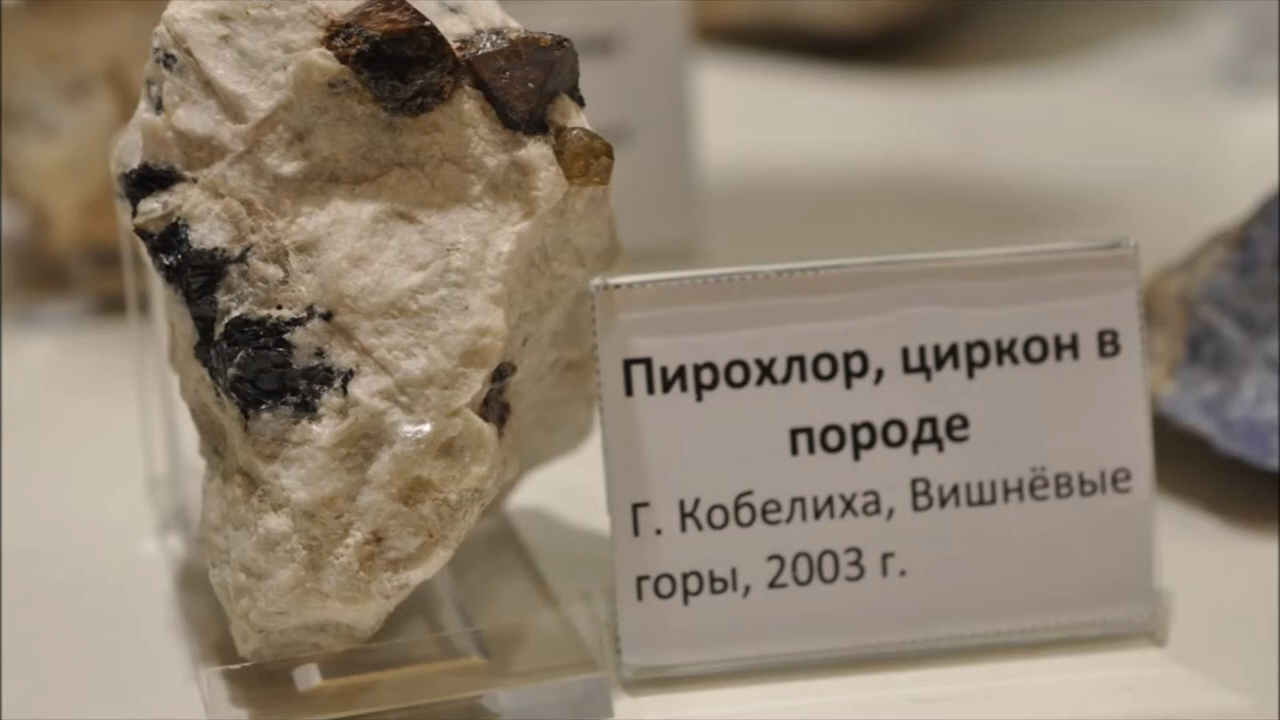 Пирохлор, циркон в
породе
Г. Кобелиха, Вишнёвые
горы, 2003 г.